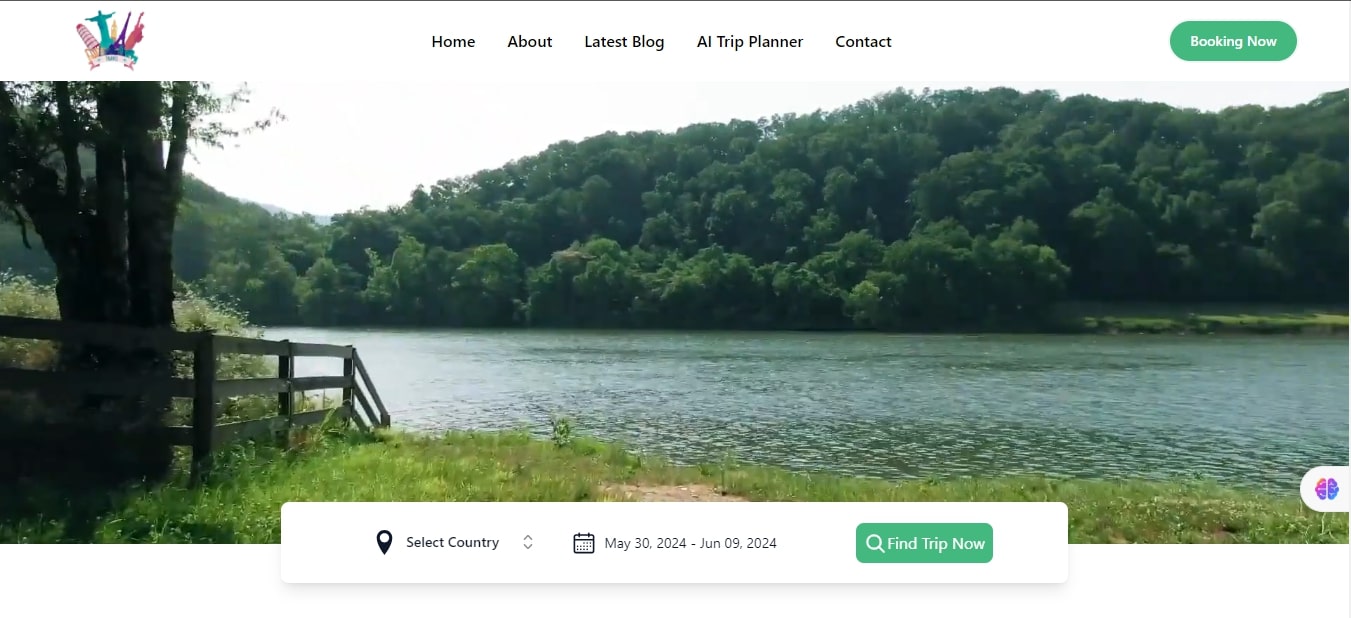 Home
About
Latest Blog
AI Trip Planner
Contact
Booking Now
Select Country
May 30, 2024 - Jun 09, 2024
Find Trip Now